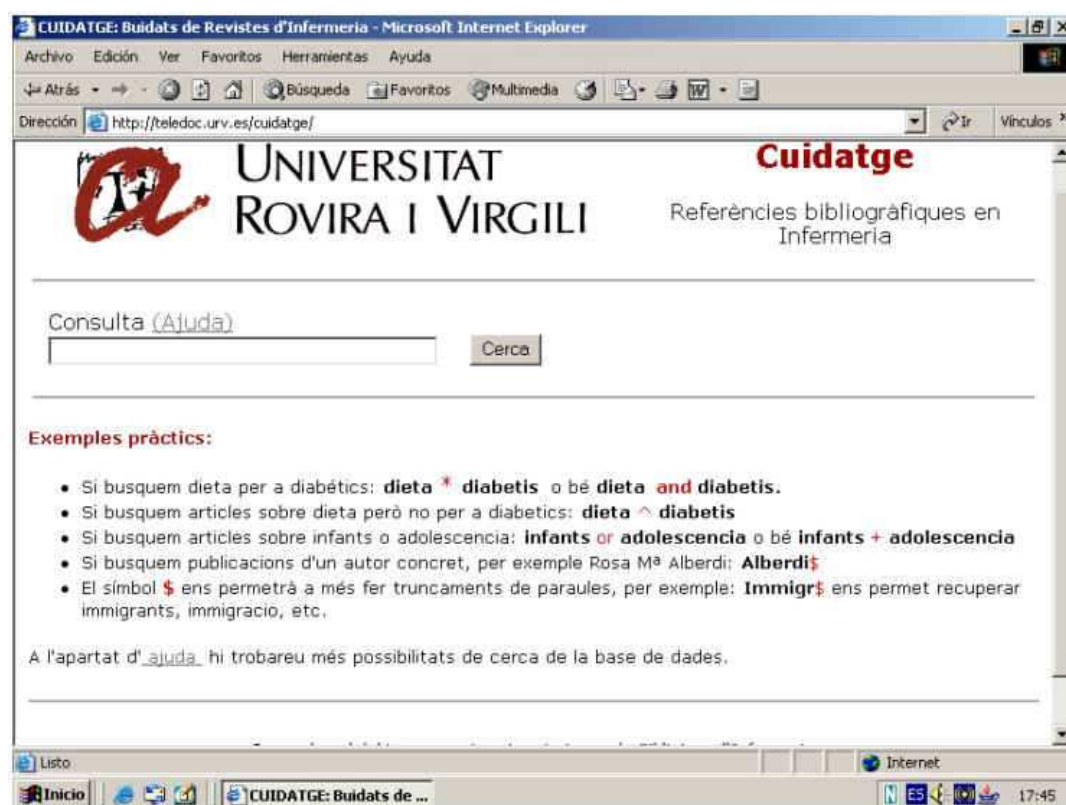 CUIDATGE: Buidats de Revistes d'Infermeria - Microsoft Internet Explorer
Archivo Edición Ver Favoritos Herramientas Ayuda
Atrás Búsqueda Favoritos Multimedia
Dirección http://teledoc.urv.es/cuidatge/ Ir Vínculos
UNIVERSITAT
ROVIRA I VIRGILI
Cuidatge
Referències bibliogràfiques en
Infermeria
Consulta (Ajuda)
Cerca
Exemples pràctics:
• Si busquem dieta per a diabétics: dieta * diabetis o bé dieta and diabetis.
• Si busquem articles sobre dieta però no per a diabetics: dieta ^ diabetis
• Si busquem articles sobre infants o adolescencia: infants or adolescencia o bé infants + adolescencia
• Si busquem publicacions d'un autor concret, per exemple Rosa Mª Alberdi: Alberdi$
• El símbol $ ens permetrà a més fer truncaments de paraules, per exemple: Immigr$ ens permet recuperar
immigrants, immigracio, etc.
A l'apartat d' ajuda hi trobareu més possibilitats de cerca de la base de dades.
Listo Internet
Inicio CUIDATGE: Buidats de ... ES 17:45